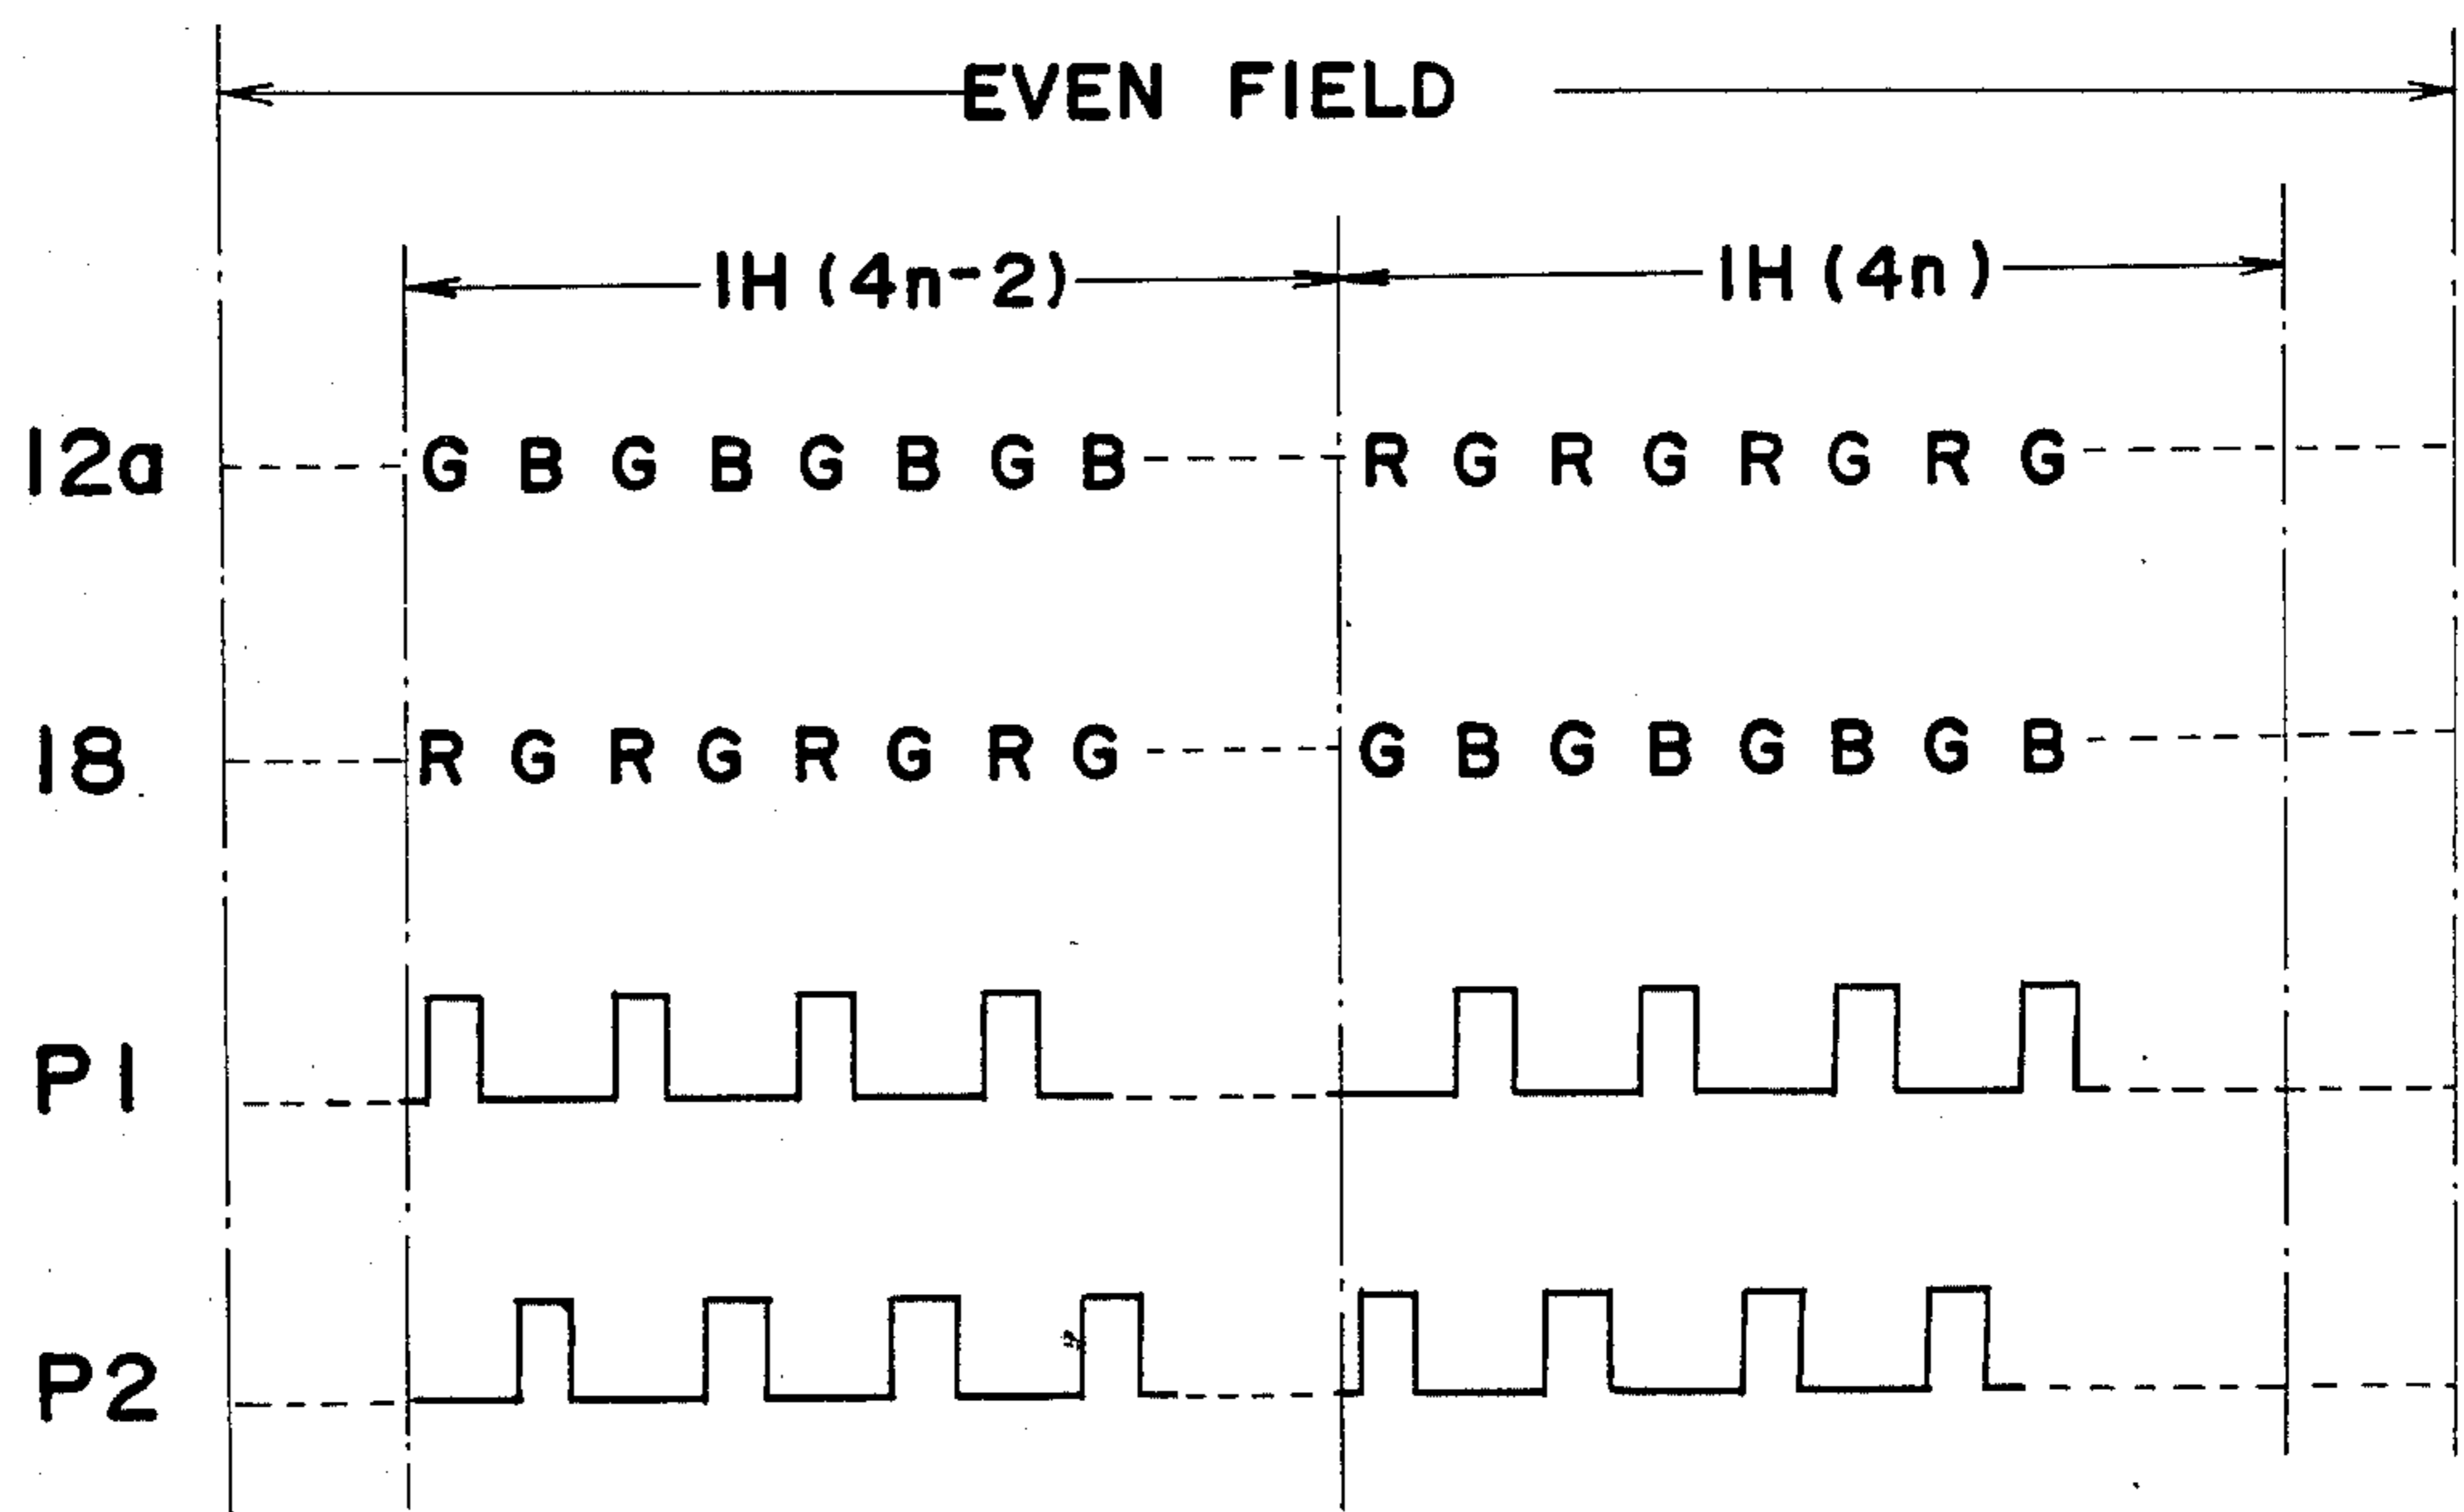 EVEN FIELD
1H (4n-2) 1H (4n)
12a G B G B G B G B R G R G R G R G
18 R G R G R G R G G B G B G B G B
P1
P2